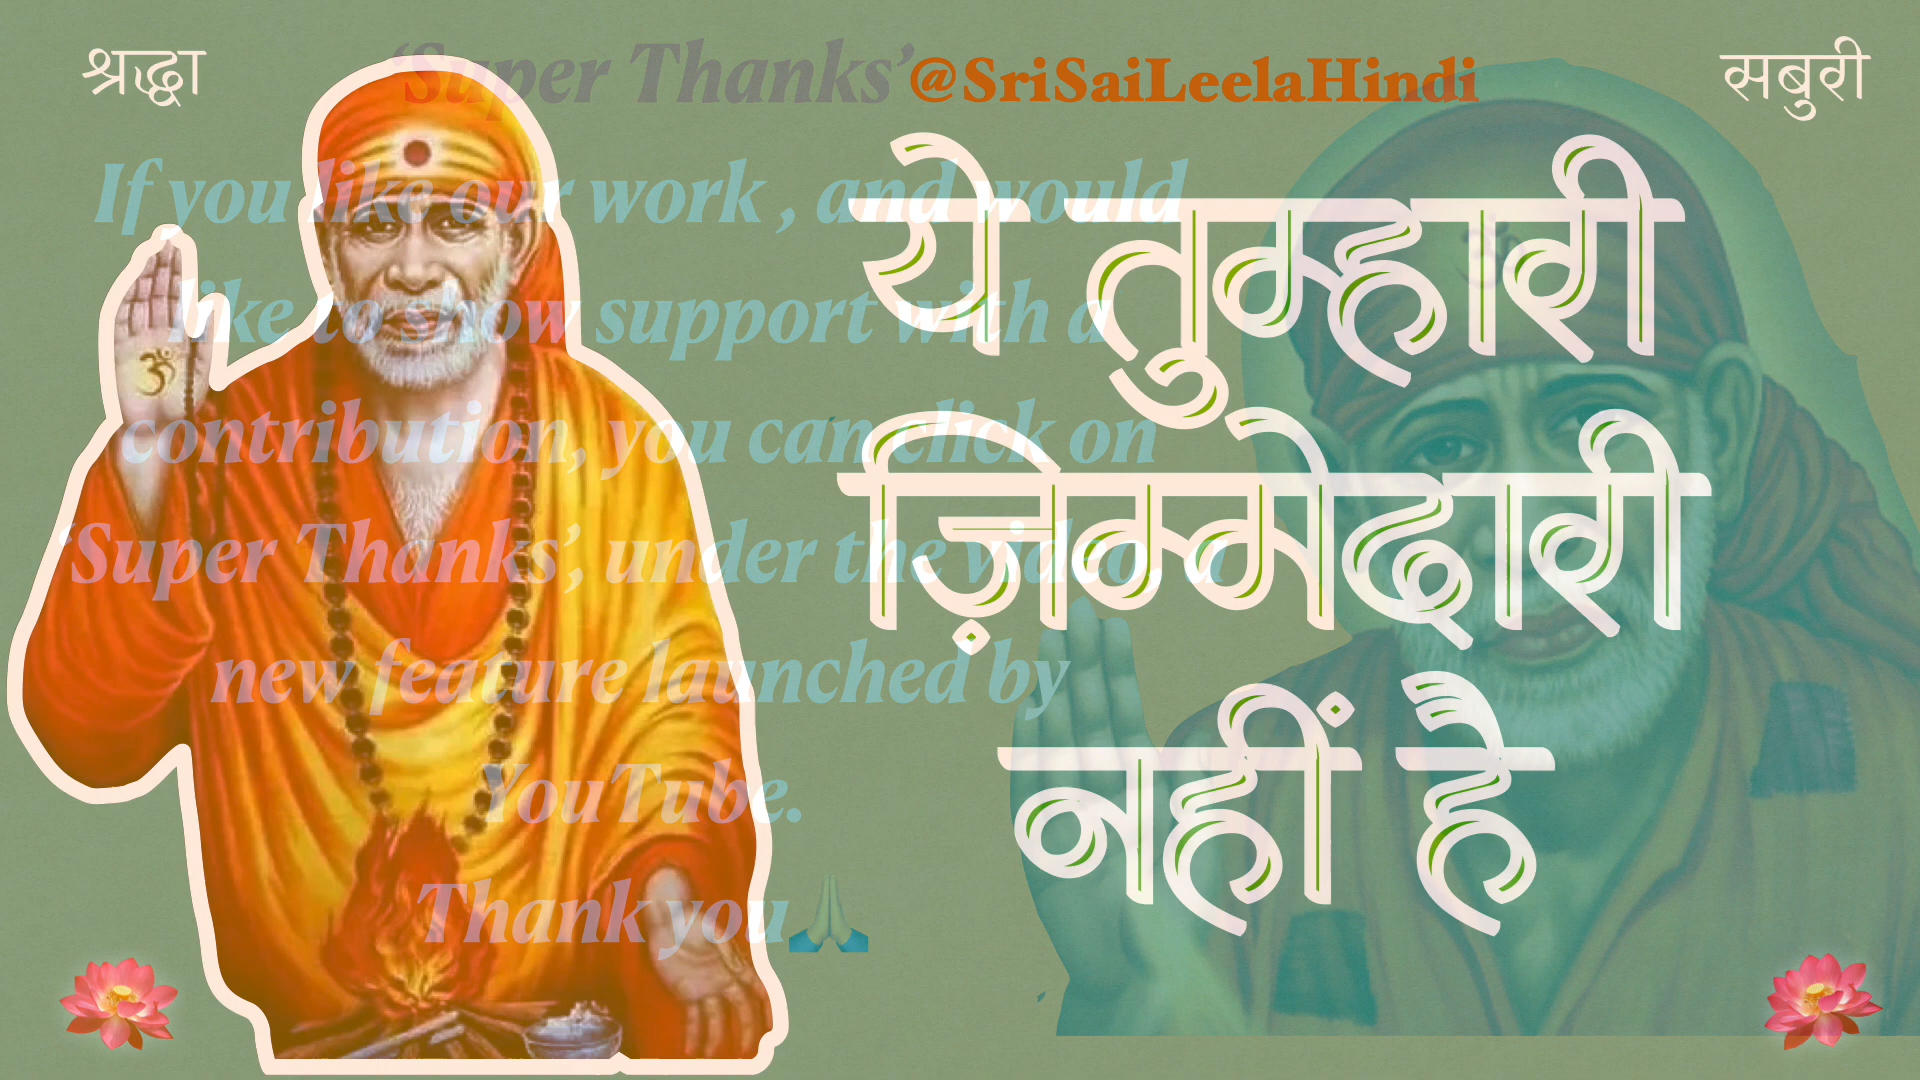 श्रद्धा
‘Super Thanks’ @SriSaiLeelaHindi
सबुरी
If you like our work , and would
like to show support with a
contribution, you can click on
‘Super Thanks’, under the video, a
new feature launched by
YouTube.
Thank you🙏
ये तुम्हारी
ज़िम्मेदारी
नहीं है
ॐ